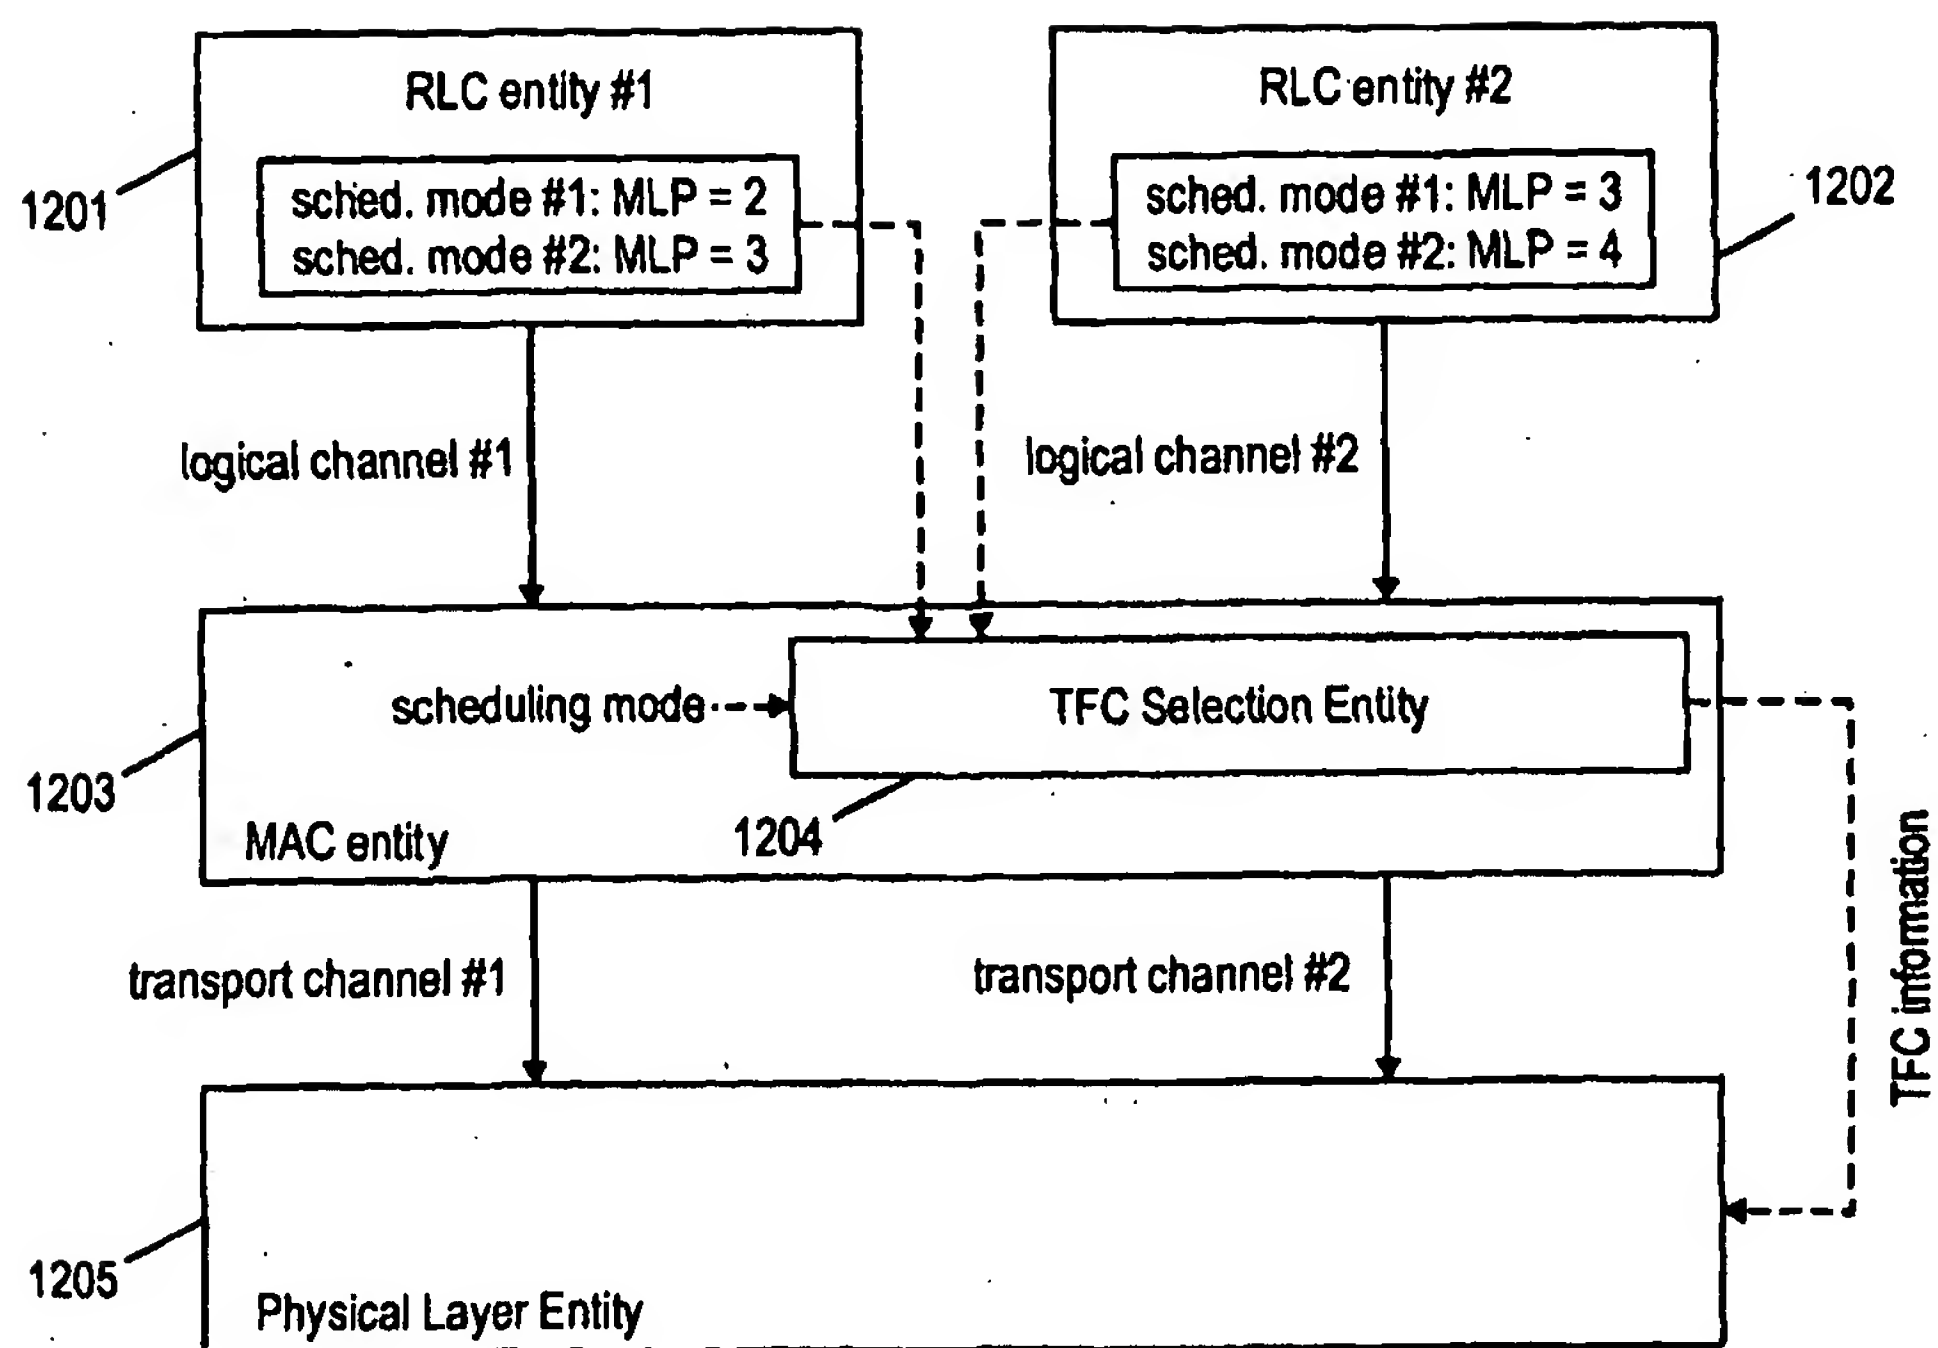 RLC entity #1
RLC entity #2
sched. mode #1: MLP = 2
sched. mode #2: MLP = 3
sched. mode #1: MLP = 3
sched. mode #2: MLP = 4
1201
1202
logical channel #1
logical channel #2
scheduling mode
TFC Selection Entity
1203
MAC entity
1204
TFC infomation
transport channel #1
transport channel #2
1205
Physical Layer Entity